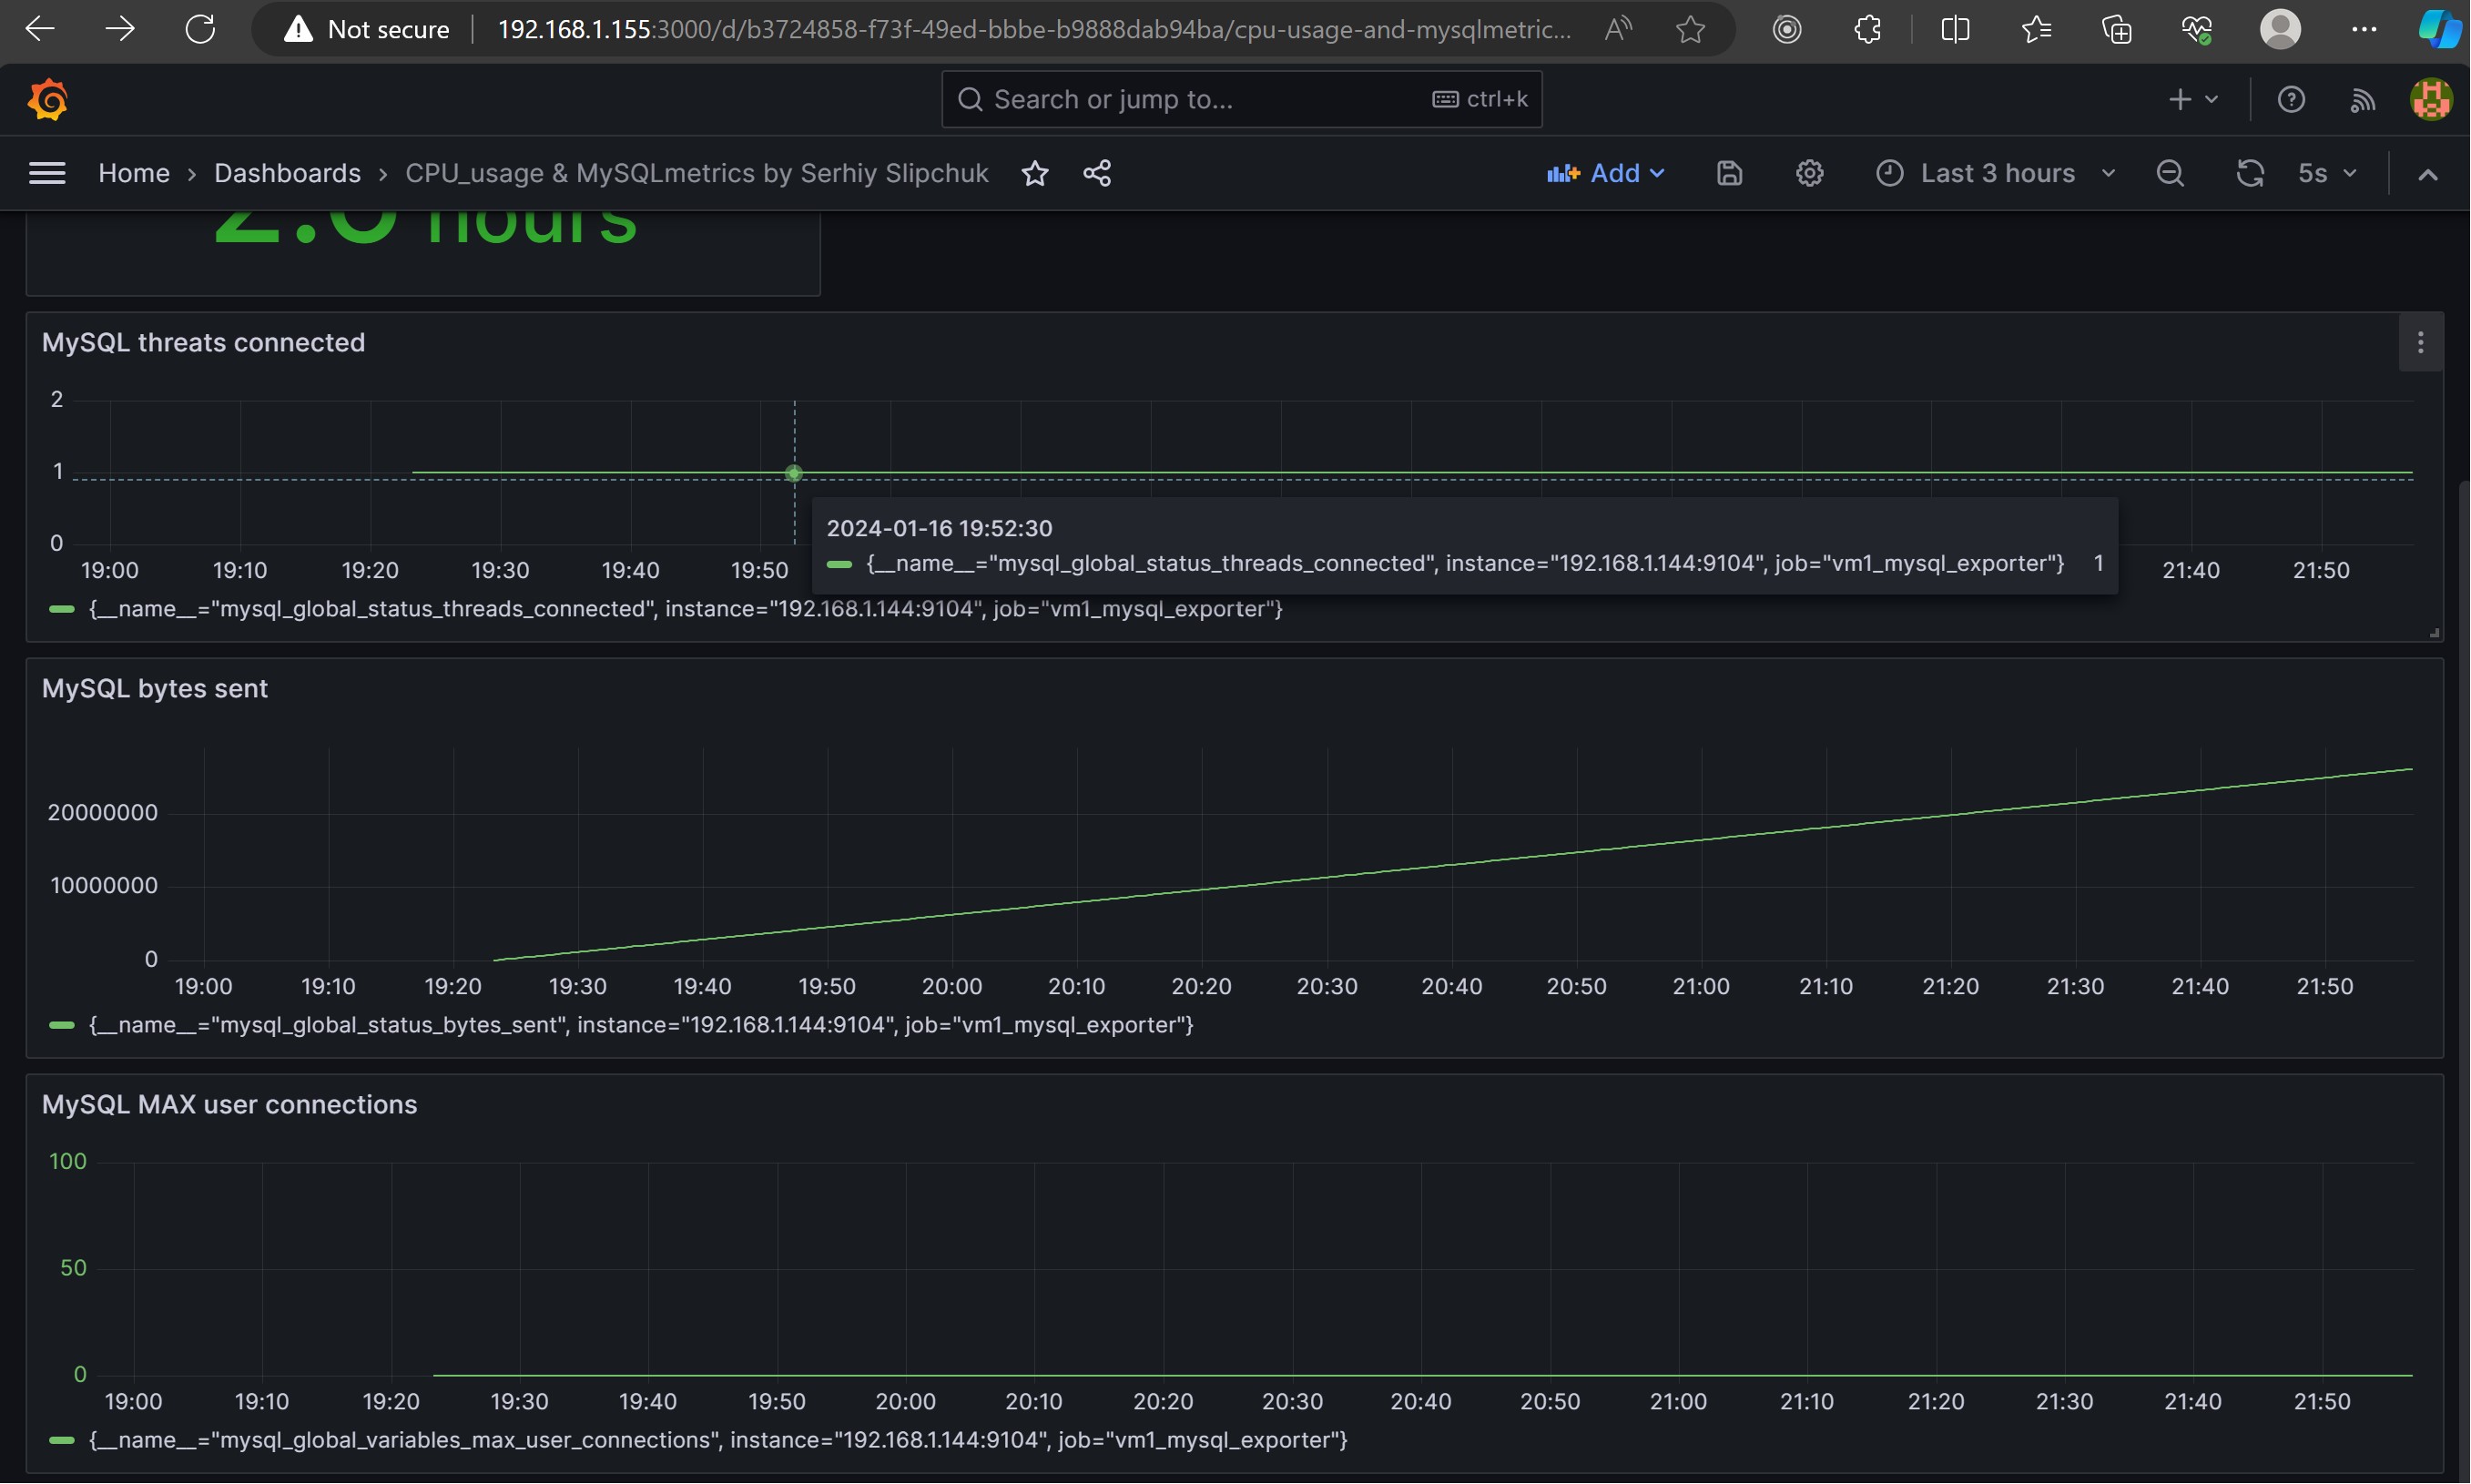 Not secure 192.168.1.155:3000/d/b3724858-f73f-49ed-bbbe-b9888dab94ba/cpu-usage-and-mysqlmetric...
Search or jump to... ctrl+k
Home › Dashboards › CPU_usage & MySQLmetrics by Serhiy Slipchuk Add Last 3 hours 5s
hours
MySQL threats connected
2
1
0
19:00 19:10 19:20 19:30 19:40 19:50 21:40 21:50
2024-01-16 19:52:30
{__name__="mysql_global_status_threads_connected", instance="192.168.1.144:9104", job="vm1_mysql_exporter"} 1
{__name__="mysql_global_status_threads_connected", instance="192.168.1.144:9104", job="vm1_mysql_exporter"}
MySQL bytes sent
20000000
10000000
0
19:00 19:10 19:20 19:30 19:40 19:50 20:00 20:10 20:20 20:30 20:40 20:50 21:00 21:10 21:20 21:30 21:40 21:50
{__name__="mysql_global_status_bytes_sent", instance="192.168.1.144:9104", job="vm1_mysql_exporter"}
MySQL MAX user connections
100
50
0
19:00 19:10 19:20 19:30 19:40 19:50 20:00 20:10 20:20 20:30 20:40 20:50 21:00 21:10 21:20 21:30 21:40 21:50
{__name__="mysql_global_variables_max_user_connections", instance="192.168.1.144:9104", job="vm1_mysql_exporter"}